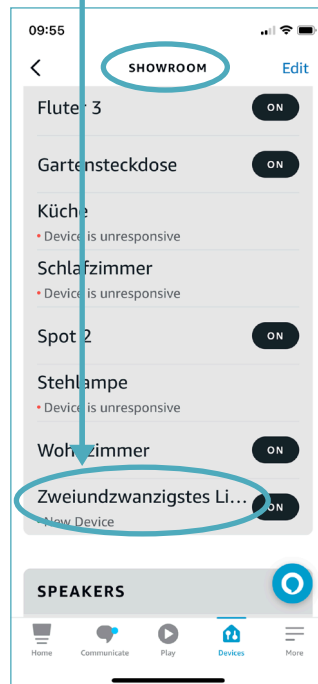 09:55
SHOWROOM
Edit
Fluter 3
ON
Gartensteckdose
ON
Küche
• Device is unresponsive
Schlafzimmer
• Device is unresponsive
Spot 2
ON
Stehlampe
• Device is unresponsive
Wohnzimmer
ON
Zweiundzwanzigstes Li...
• New Device
ON
SPEAKERS
Home Communicate Play Devices More